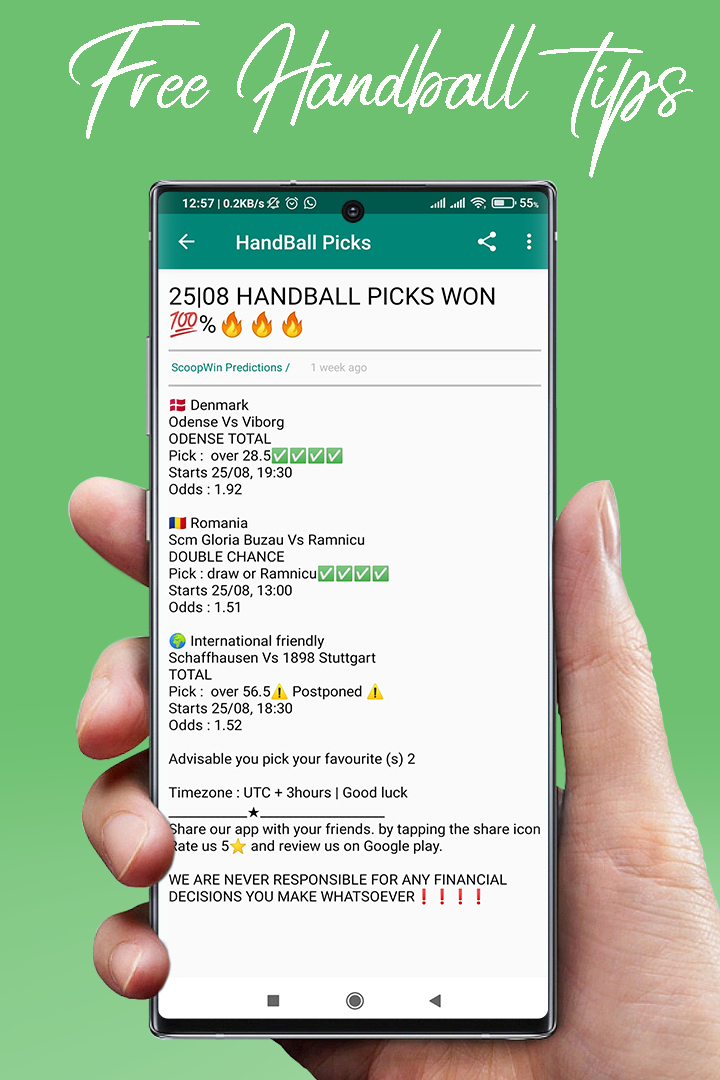 Free Handball Tips
12:57 | 0.2KB/s 55%
HandBall Picks
25|08 HANDBALL PICKS WON
💯%🔥🔥🔥
ScoopWin Predictions / 1 week ago
🇩🇰 Denmark
Odense Vs Viborg
ODENSE TOTAL
Pick : over 28.5✅✅✅✅
Starts 25/08, 19:30
Odds : 1.92
🇷🇴 Romania
Scm Gloria Buzau Vs Ramnicu
DOUBLE CHANCE
Pick : draw or Ramnicu✅✅✅✅
Starts 25/08, 13:00
Odds : 1.51
🌍 International friendly
Schaffhausen Vs 1898 Stuttgart
TOTAL
Pick : over 56.5⚠️ Postponed ⚠️
Starts 25/08, 18:30
Odds : 1.52
Advisable you pick your favourite (s) 2
Timezone : UTC + 3hours | Good luck
___________★_________________
Share our app with your friends. by tapping the share icon
Rate us 5⭐ and review us on Google play.
WE ARE NEVER RESPONSIBLE FOR ANY FINANCIAL
DECISIONS YOU MAKE WHATSOEVER❗❗❗❗